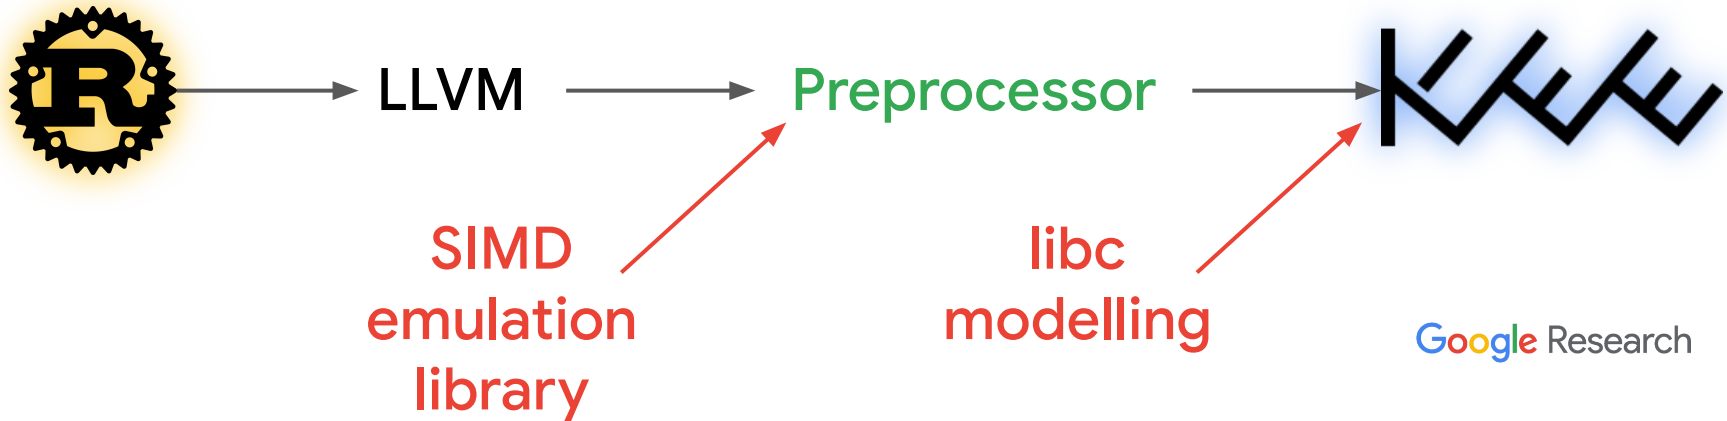 R
LLVM
Preprocessor
KLEE
SIMD
emulation
library
libc
modelling
Google Research